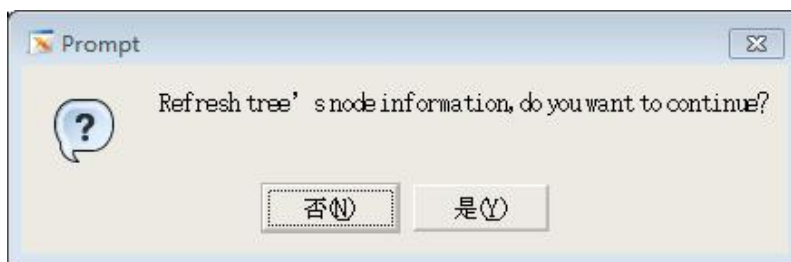 Prompt
Refresh tree’s node information, do you want to continue?
否(N)
是(Y)